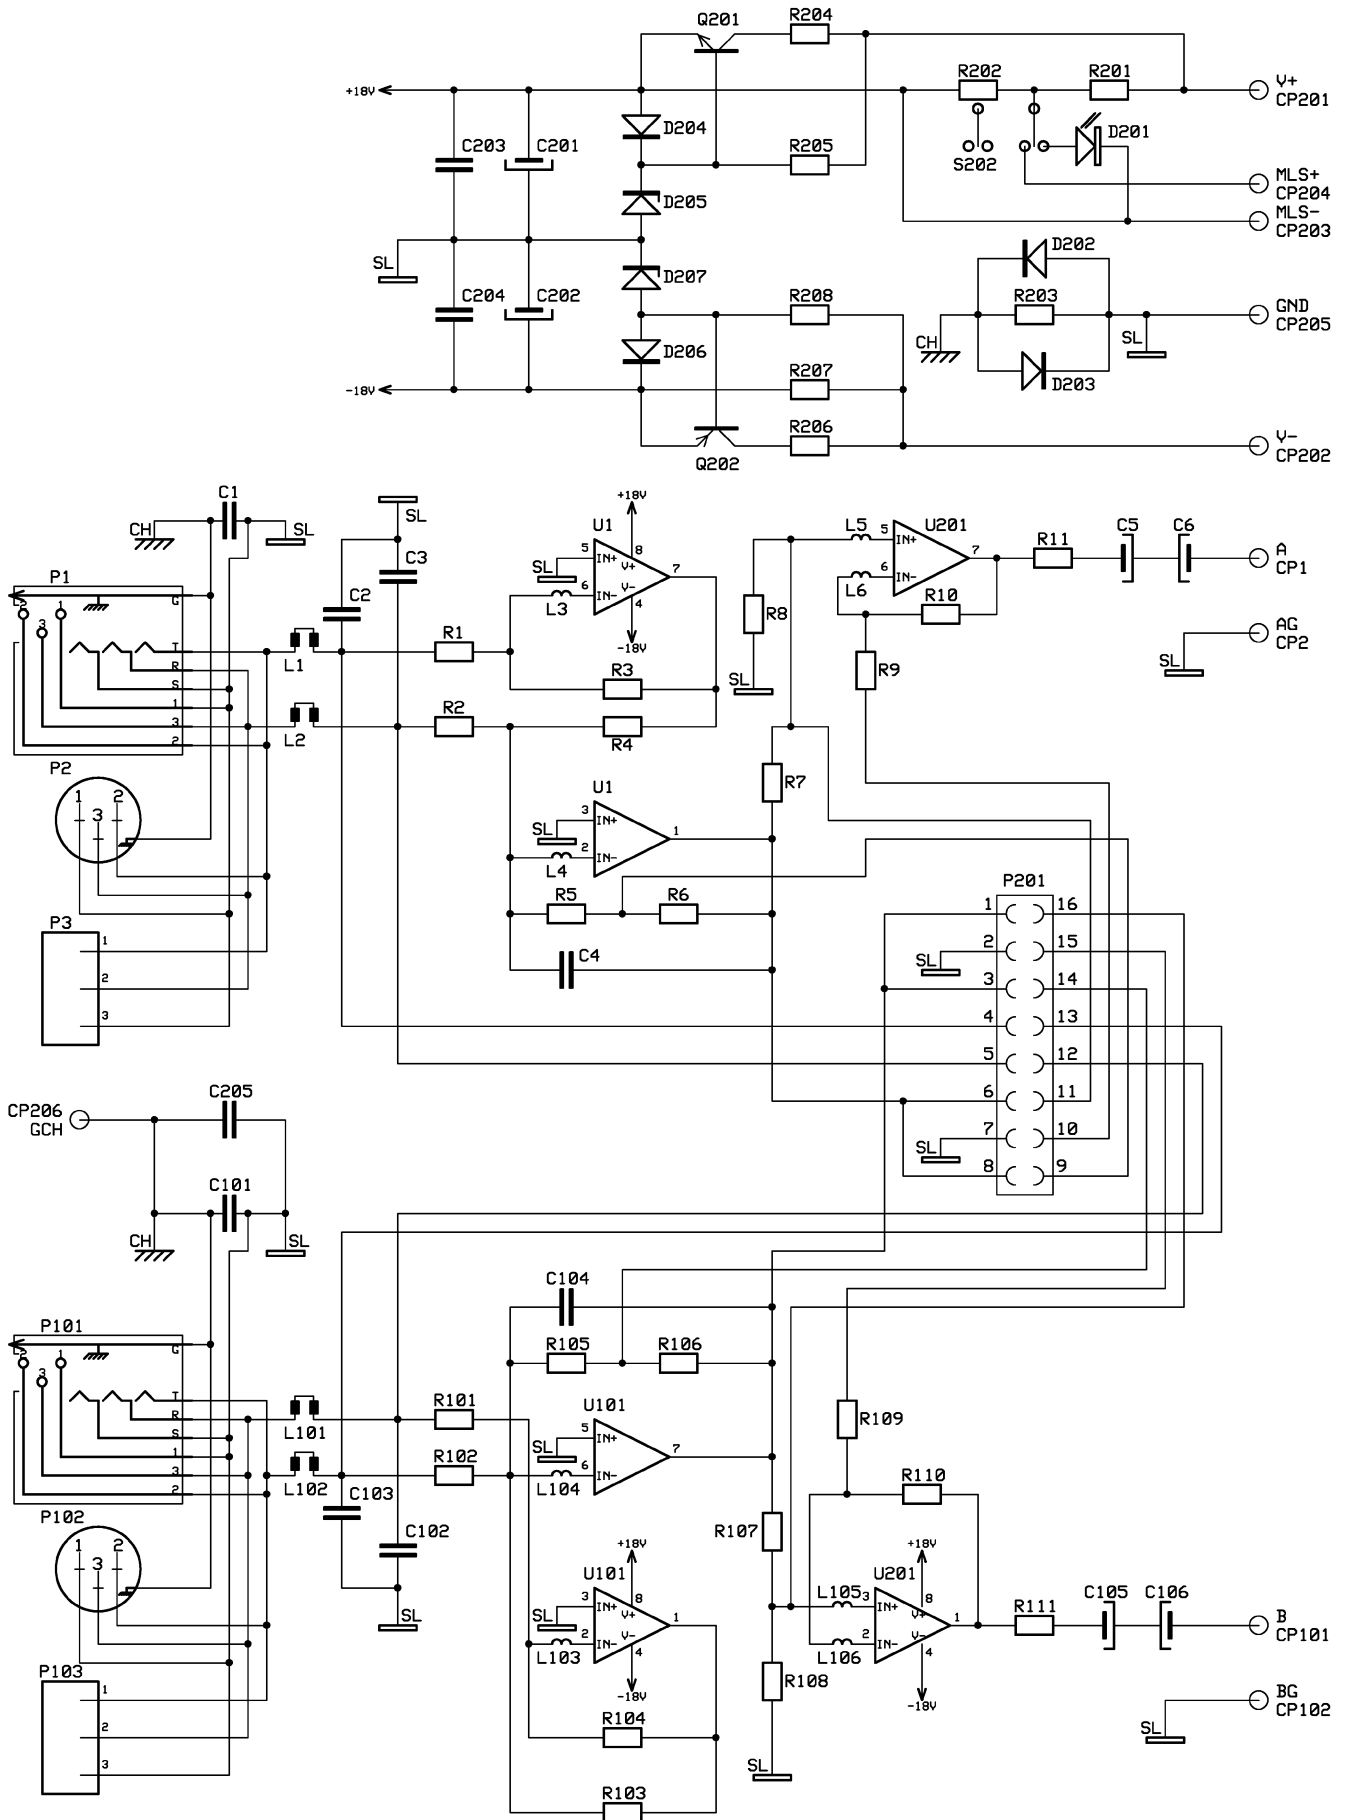 Q201
R204
R202
R201
V+
CP201
+18V
C203
C201
D204
R205
S202
D201
MLS+
CP204
MLS-
CP203
D205
SL
D202
D207
C204
C202
R208
R203
GND
CP205
CH
SL
D206
R207
D203
-18V
R206
Q202
V-
CP202
C1
CH
SL
SL
+18V
U1
L5
U201
C5
C6
A
CP1
C3
5
IN+
8
V+
7
SL
6
IN-
V-
4
L3
-18V
5
IN+
7
6
IN-
L6
R11
R10
P1
G
2
1
3
T
R
S
1
3
2
C2
L1
R1
R3
R8
SL
R9
AG
CP2
SL
L2
R2
R4
P2
1
2
3
R7
U1
3
IN+
1
SL
2
IN-
L4
R5
R6
P201
1
16
2
15
SL
3
14
4
13
5
12
6
11
7
10
SL
8
9
P3
1
2
3
C4
CP206
GCH
C205
C101
CH
SL
C104
P101
G
2
1
3
T
R
S
1
3
2
R105
R106
L101
R101
U101
5
IN+
7
SL
6
IN-
L104
R102
R109
L102
C103
R110
P102
1
2
3
C102
SL
R107
+18V
U101
3
IN+
8
V+
1
SL
2
IN-
V-
4
L103
-18V
+18V
U201
L105
3
IN+
8
V+
1
2
IN-
V-
4
L106
-18V
R111
C105
C106
B
CP101
P103
1
2
3
R108
SL
R104
R103
BG
CP102
SL